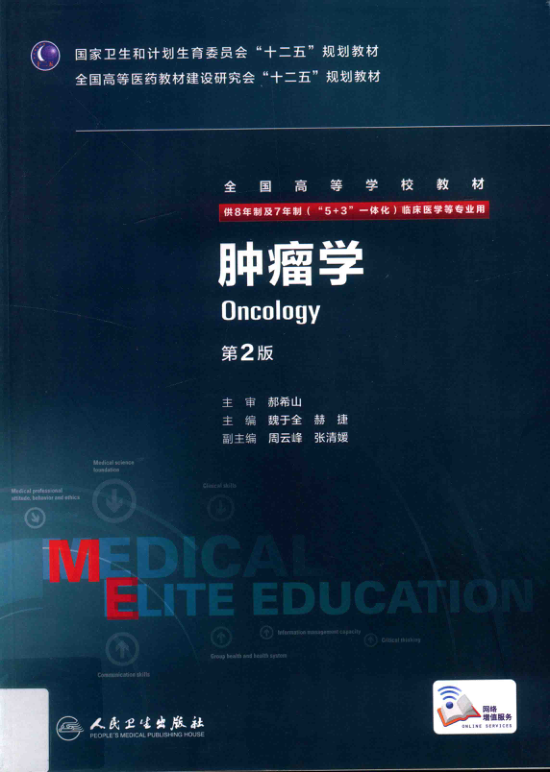 国家卫生和计划生育委员会“十二五”规划教材
全国高等医药教材建设研究会“十二五”规划教材
全国高等学校教材
供8年制及7年制（“5+3”一体化）临床医学等专业用
肿瘤学
Oncology
第2版
主审 郝希山
主编 魏于全 赫捷
副主编 周云峰 张清媛
Medical science
foundation
Clinical skills
Medical professional
attitude, behavior and ethics
MEDICAL
ELITE EDUCATION
Information management capacity
Critical thinking
Group health and health system
Communication skills
人民卫生出版社
PEOPLE'S MEDICAL PUBLISHING HOUSE
网络
增值服务
ONLINE SERVICES